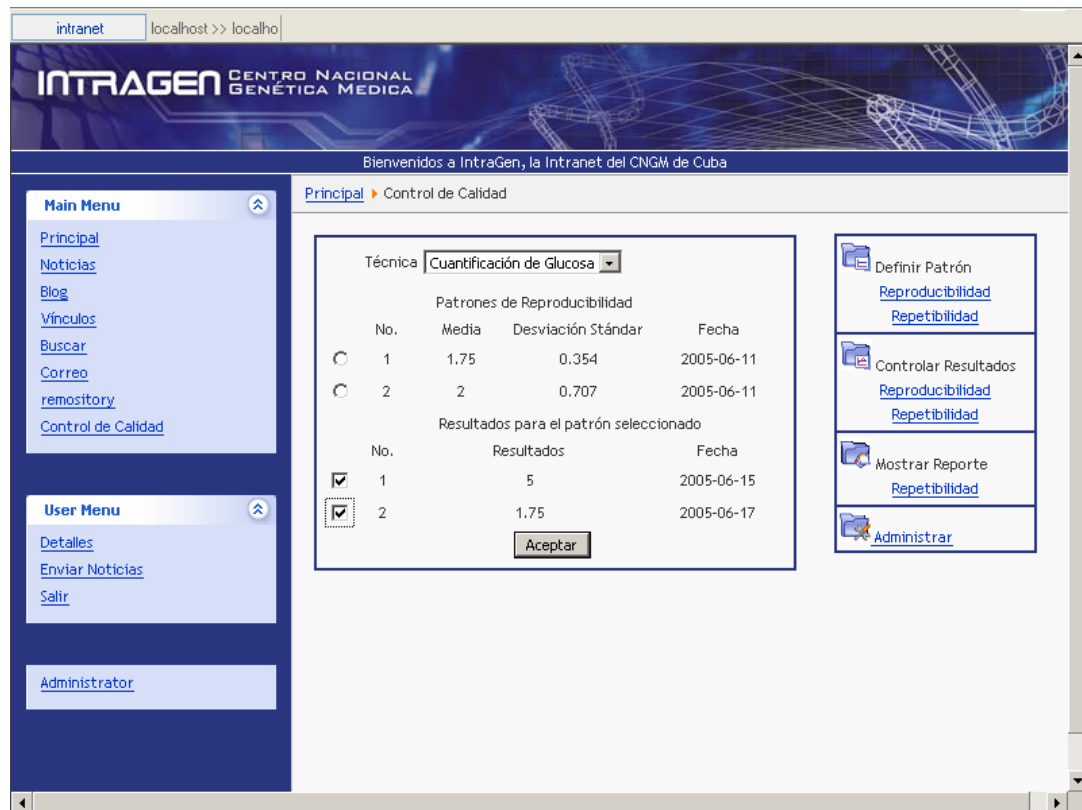 intranet localhost >> localho
INTRAGEN CENTRO NACIONAL
GENÉTICA MEDICA
Bienvenidos a IntraGen, la Intranet del CNGM de Cuba
Main Menu
Principal
Noticias
Blog
Vínculos
Buscar
Correo
remository
Control de Calidad
User Menu
Detalles
Enviar Noticias
Salir
Administrator
Principal Control de Calidad
Técnica Cuantificación de Glucosa
Patrones de Reproducibilidad
No. Media Desviación Stándar Fecha
1 1.75 0.354 2005-06-11
2 2 0.707 2005-06-11
Resultados para el patrón seleccionado
No. Resultados Fecha
1 5 2005-06-15
2 1.75 2005-06-17
Aceptar
Definir Patrón
Reproducibilidad
Repetibilidad
Controlar Resultados
Reproducibilidad
Repetibilidad
Mostrar Reporte
Repetibilidad
Administrar